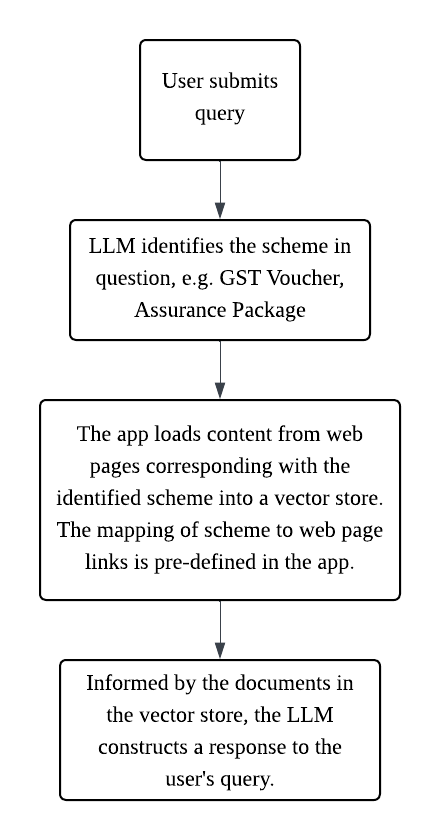 User submits
query
LLM identifies the scheme in
question, e.g. GST Voucher,
Assurance Package
The app loads content from web
pages corresponding with the
identified scheme into a vector store.
The mapping of scheme to web page
links is pre-defined in the app.
Informed by the documents in
the vector store, the LLM
constructs a response to the
user's query.